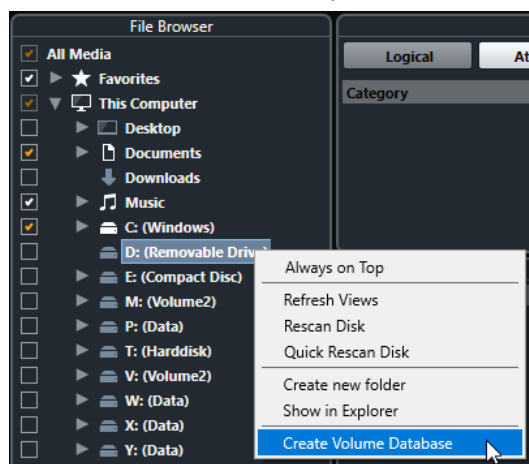 File Browser
All Media
Favorites
This Computer
Desktop
Documents
Downloads
Music
C: (Windows)
D: (Removable Driv
E: (Compact Disc)
M: (Volume2)
P: (Data)
T: (Harddisk)
V: (Volume2)
W: (Data)
X: (Data)
Y: (Data)
Logical
At
Category
Always on Top
Refresh Views
Rescan Disk
Quick Rescan Disk
Create new folder
Show in Explorer
Create Volume Database